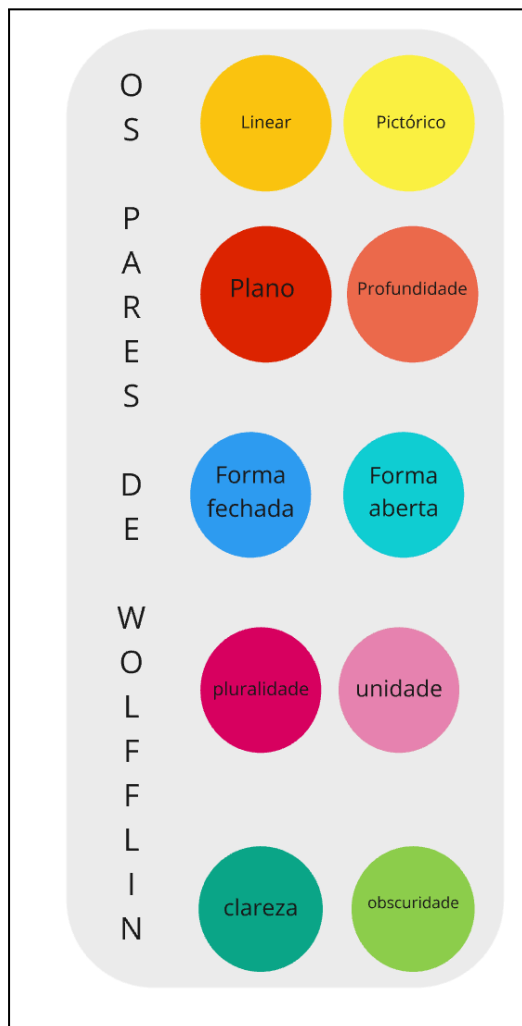 OS PARES DE WOLFFLIN
Linear
Pictórico
Plano
Profundidade
Forma
fechada
Forma
aberta
pluralidade
unidade
clareza
obscuridade